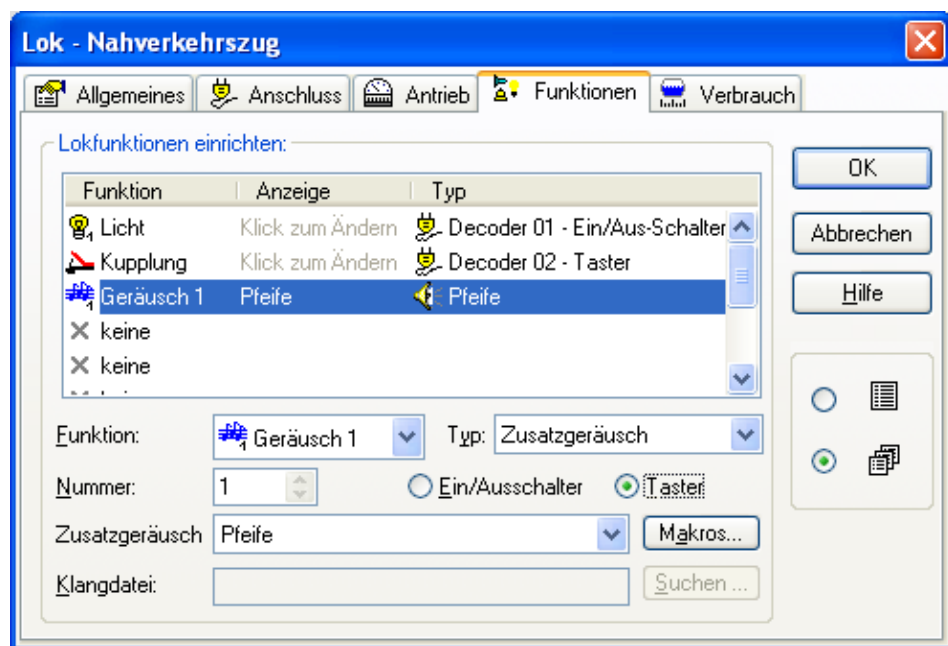 Lok - Nahverkehrszug
Allgemeines Anschluss Antrieb Funktionen Verbrauch
Lokfunktionen einrichten:
Funktion Anzeige Typ
Licht Klick zum Ändern Decoder 01 - Ein/Aus-Schalter
Kupplung Klick zum Ändern Decoder 02 - Taster
Geräusch 1 Pfeife Pfeife
keine
keine
OK
Abbrechen
Hilfe
Funktion: Geräusch 1 Typ: Zusatzgeräusch
Nummer: 1 Ein/Ausschalter Taster
Zusatzgeräusch Pfeife Makros...
Klangdatei: Suchen ...